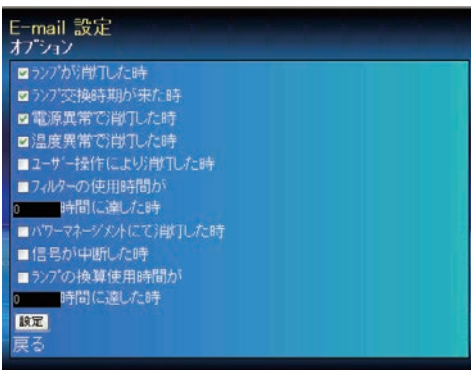 E-mail 設定
オプション
ランプが消灯した時
ランプ交換時期が来た時
電源異常で消灯した時
温度異常で消灯した時
ユーザー操作により消灯した時
フィルターの使用時間が
0 時間に達した時
パワーマネージメントにて消灯した時
信号が中断した時
ランプの換算使用時間が
0 時間に達した時
設定
戻る